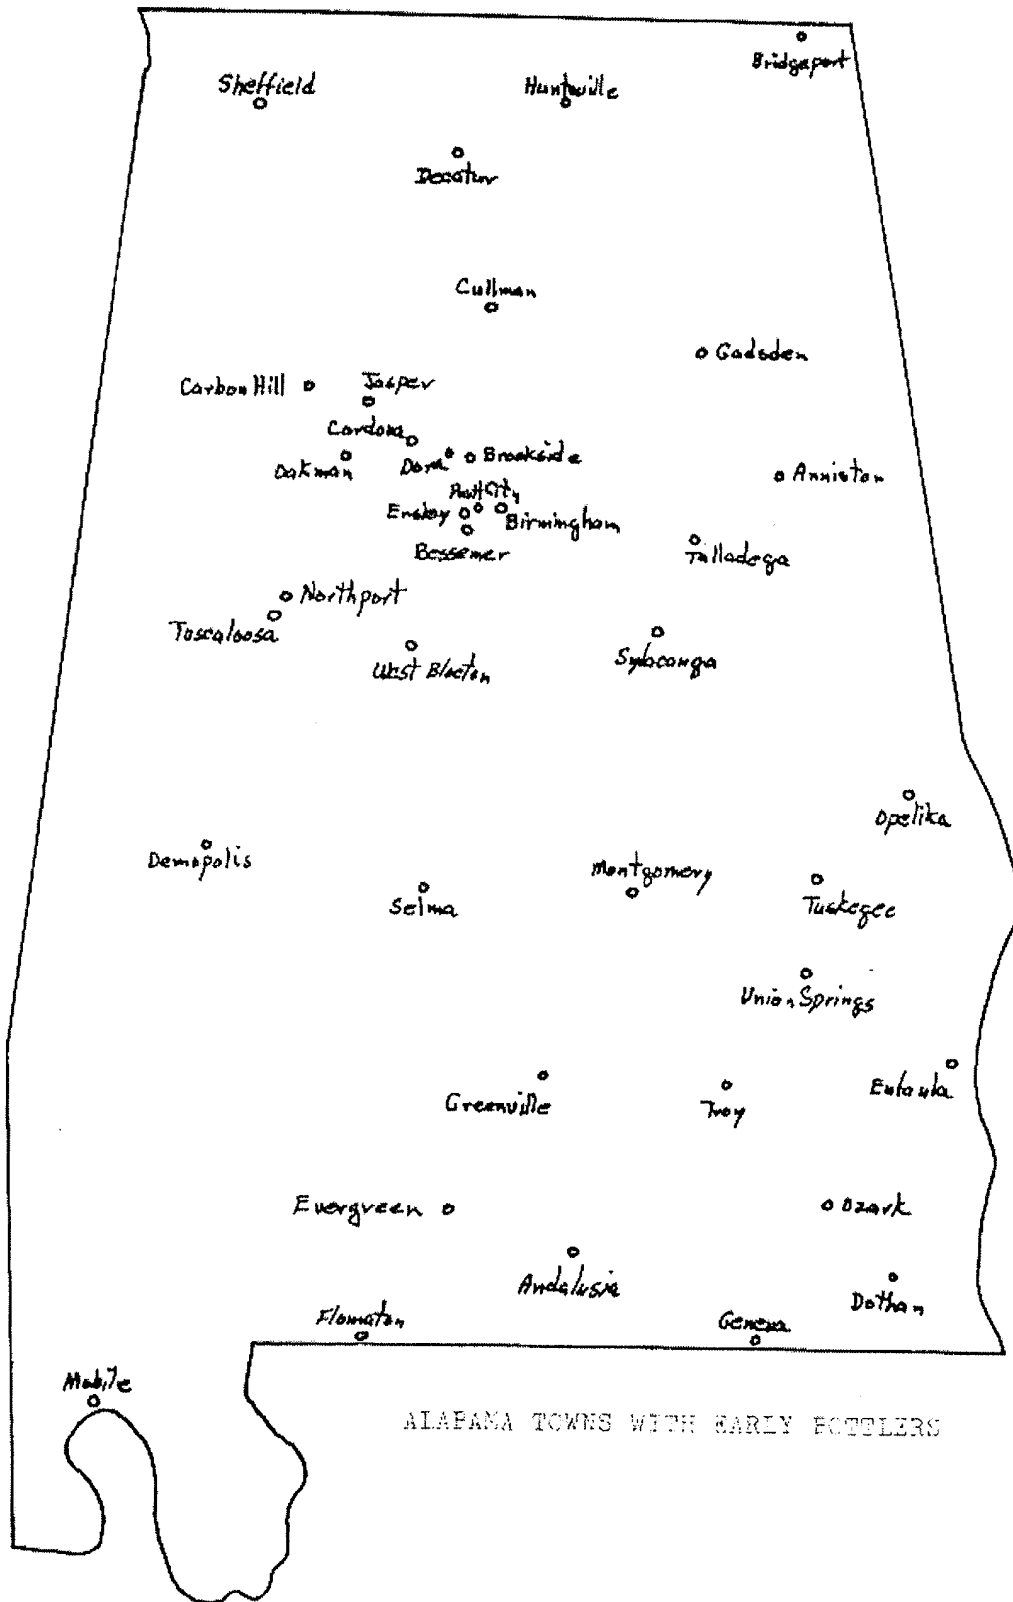 Bridgeport
Sheffield
Huntsville
Decatur
Cullman
Gadsden
Carbon Hill
Jasper
Cordova
Oakman
Dora
Brookside
Anniston
Pratt City
Ensley
Birmingham
Bessemer
Talladega
Northport
Tuscaloosa
West Blocton
Sylacauga
Opelika
Demopolis
Montgomery
Selma
Tuskegee
Union Springs
Eufaula
Greenville
Troy
Evergreen
Ozark
Andalusia
Dothan
Flomaton
Geneva
Mobile
ALABAMA TOWNS WITH EARLY BOTTLERS